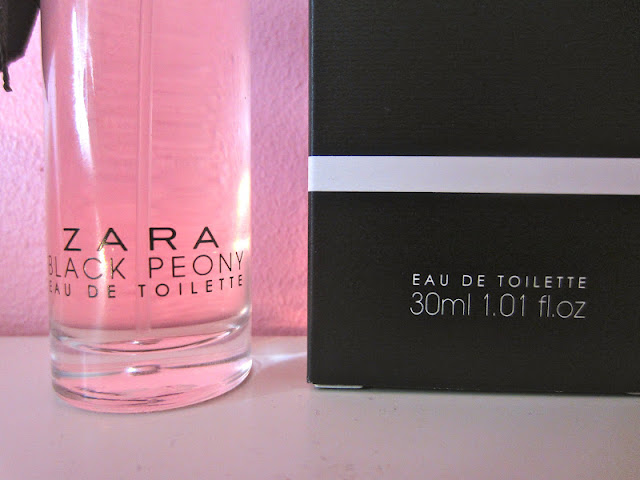 ZARA
BLACK PEONY
EAU DE TOILETTE
EAU DE TOILETTE
30ml 1.01 fl.oz